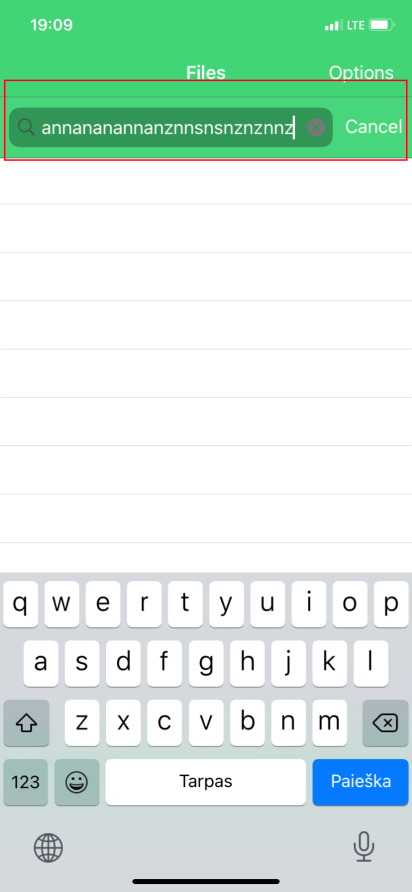 19:09 LTE
Files Options
annananannanznnsnsnznznnz Cancel
q w e r t y u i o p
a s d f g h j k l
z x c v b n m
123 Tarpas Paieška